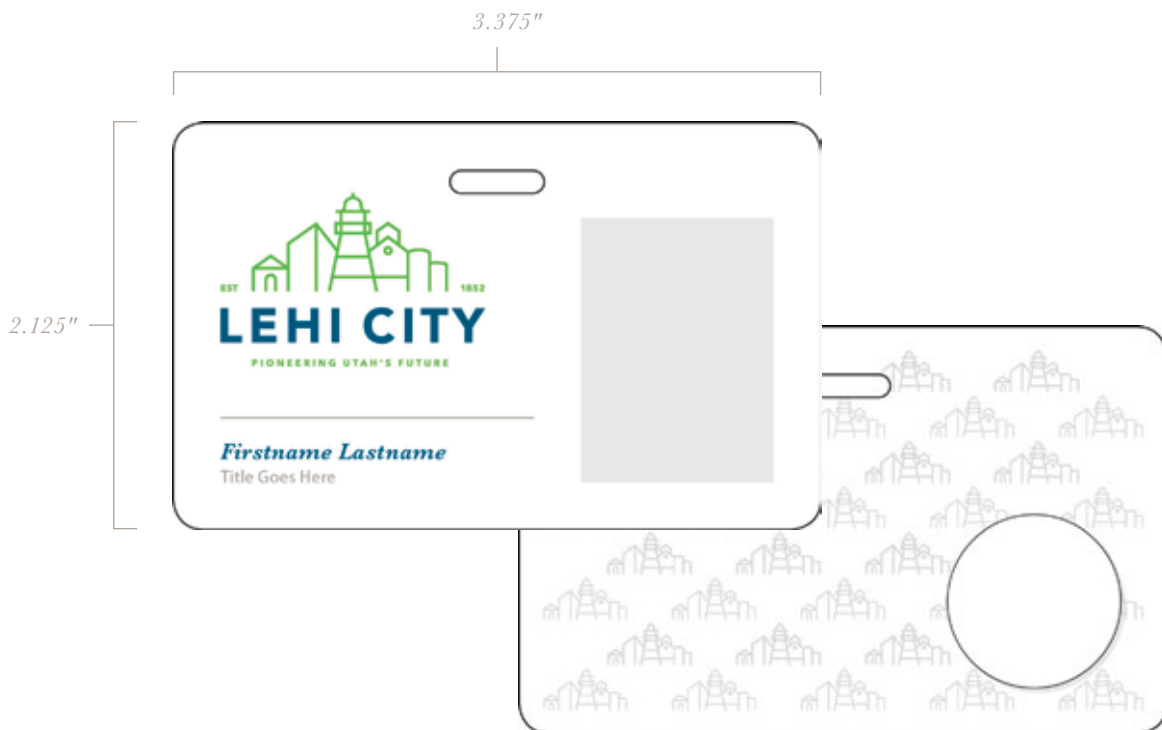 3.375"
2.125"
EST 1852
LEHI CITY
PIONEERING UTAH'S FUTURE
Firstname Lastname
Title Goes Here